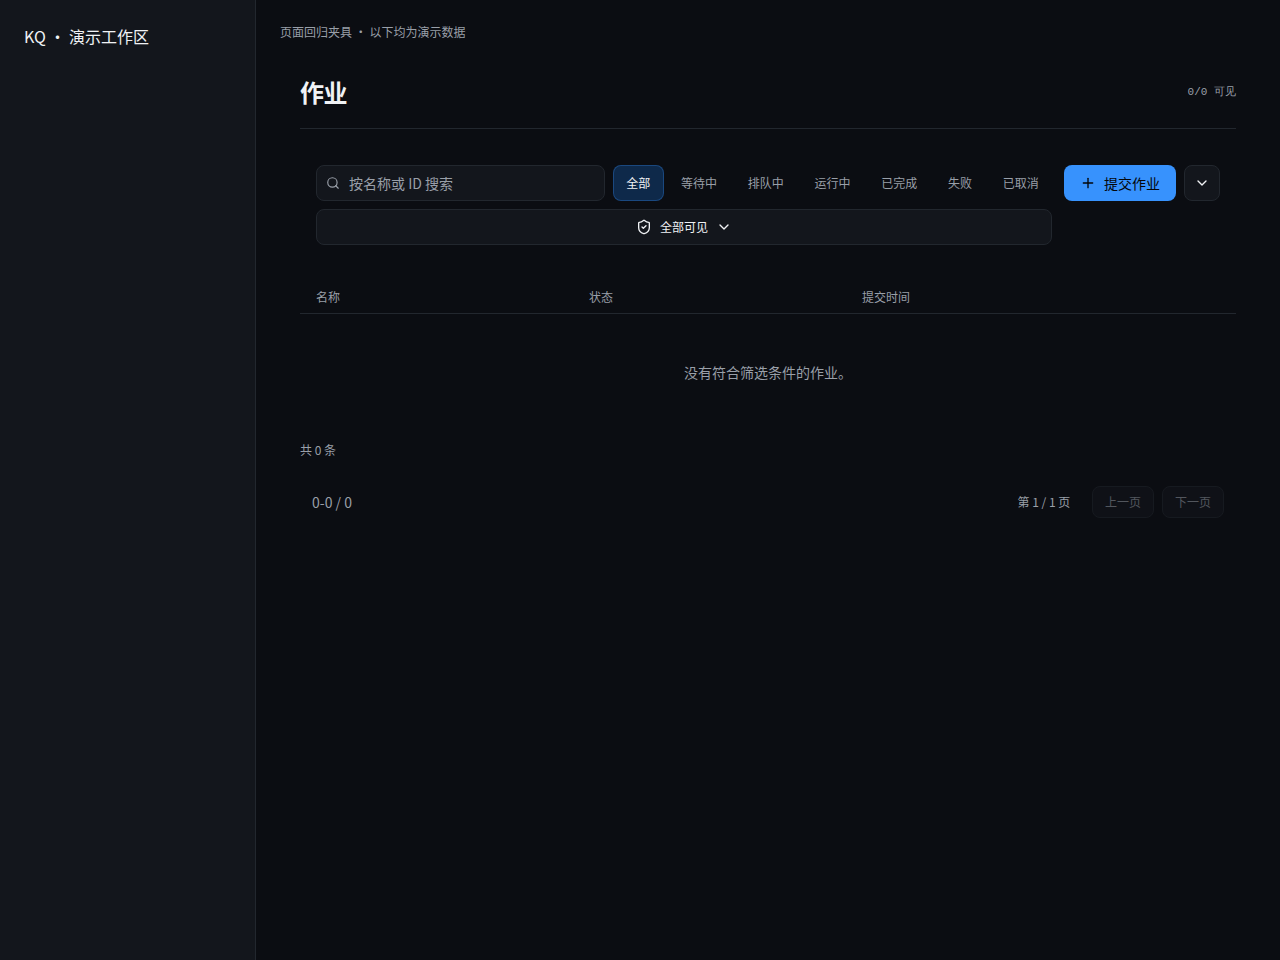 KQ · 演示工作区
页面回归夹具 · 以下均为演示数据
作业
0/0 可见
按名称或 ID 搜索
全部
等待中
排队中
运行中
已完成
失败
已取消
提交作业
全部可见
名称
状态
提交时间
没有符合筛选条件的作业。
共 0 条
0-0 / 0
第 1 / 1 页
上一页
下一页